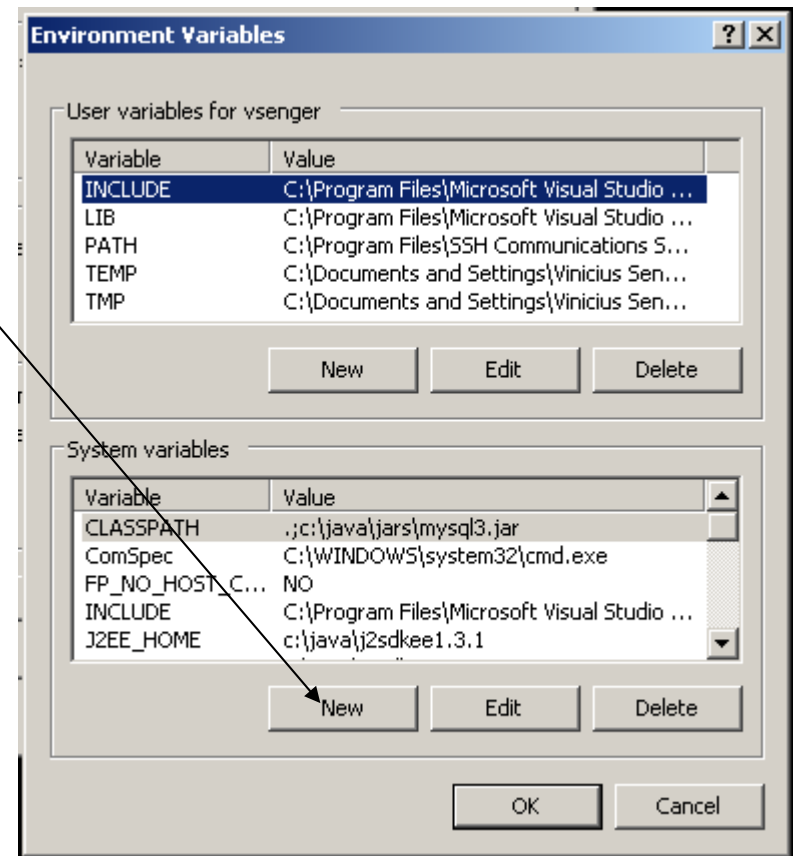 Environment Variables
User variables for vsenger
Variable Value
INCLUDE C:\Program Files\Microsoft Visual Studio ...
LIB C:\Program Files\Microsoft Visual Studio ...
PATH C:\Program Files\SSH Communications S...
TEMP C:\Documents and Settings\Vinicius Sen...
TMP C:\Documents and Settings\Vinicius Sen...
New Edit Delete
System variables
Variable Value
CLASSPATH .;c:\java\jars\mysql3.jar
ComSpec C:\WINDOWS\system32\cmd.exe
FP_NO_HOST_C... NO
INCLUDE C:\Program Files\Microsoft Visual Studio ...
J2EE_HOME c:\java\j2sdkee1.3.1
New Edit Delete
OK Cancel